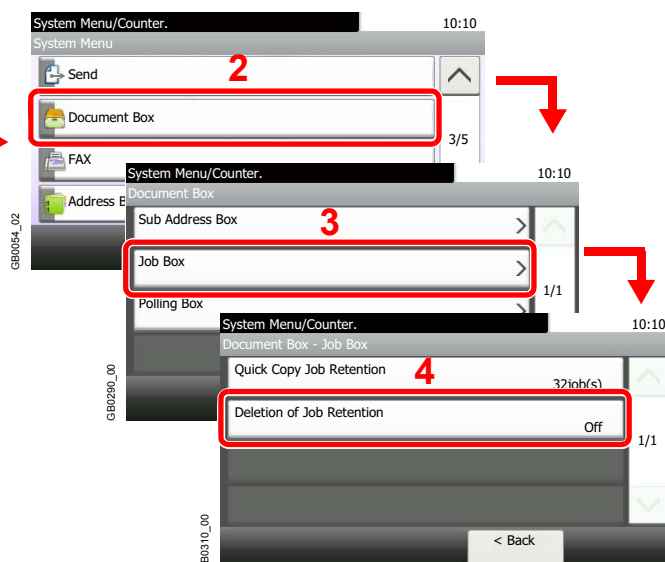 System Menu/Counter. 10:10
System Menu
Send
2
Document Box
3/5
FAX
Address B
GB0054_02
System Menu/Counter. 10:10
Document Box
Sub Address Box
3
Job Box
1/1
Polling Box
GB0290_00
System Menu/Counter. 10:10
Document Box - Job Box
Quick Copy Job Retention
4
32job(s)
Deletion of Job Retention
Off
1/1
B0310_00
< Back